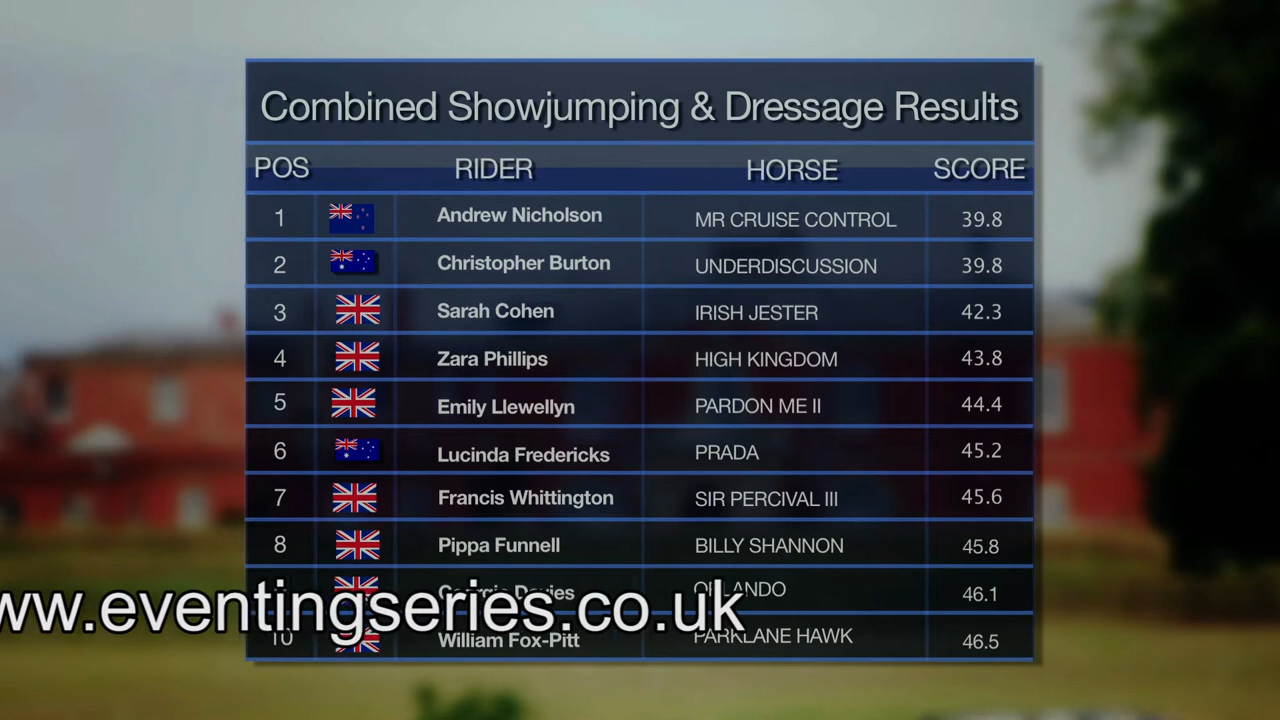 Combined Showjumping & Dressage Results
POS RIDER HORSE SCORE
1 Andrew Nicholson MR CRUISE CONTROL 39.8
2 Christopher Burton UNDERDISCUSSION 39.8
3 Sarah Cohen IRISH JESTER 42.3
4 Zara Phillips HIGH KINGDOM 43.8
5 Emily Llewellyn PARDON ME II 44.4
6 Lucinda Fredericks PRADA 45.2
7 Francis Whittington SIR PERCIVAL III 45.6
8 Pippa Funnell BILLY SHANNON 45.8
Davies ORLANDO 46.1
ww.eventingseries.co.uk
10 William Fox-Pitt PARKLANE HAWK 46.5